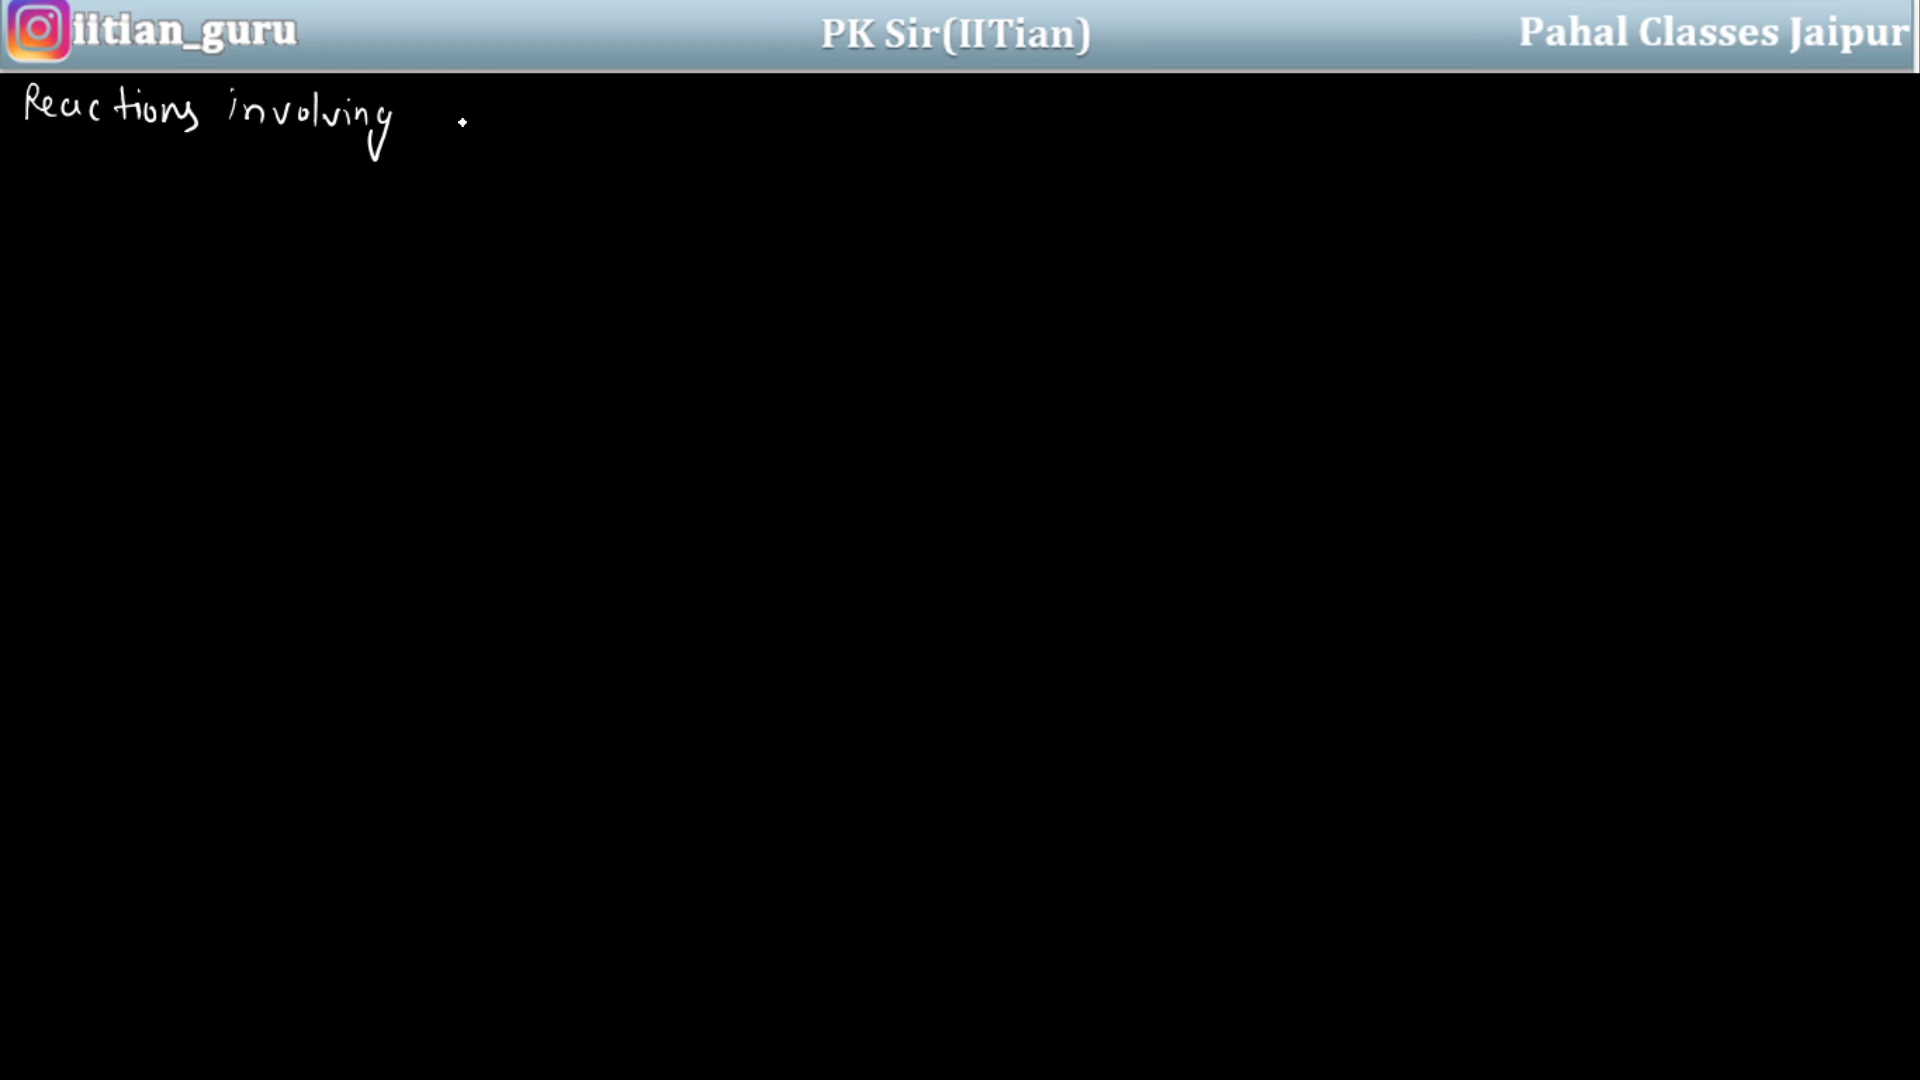 iitian_guru PK Sir(IITian) Pahal Classes Jaipur
Reactions involving